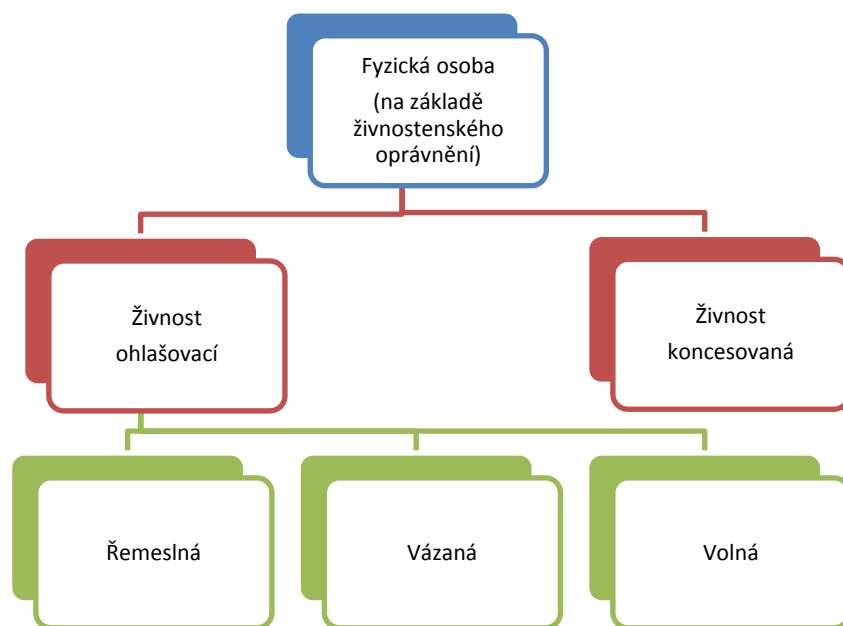 Fyzická osoba
(na základě
živnostenského
oprávnění)
Živnost
ohlašovací
Živnost
koncesovaná
Řemeslná
Vázaná
Volná